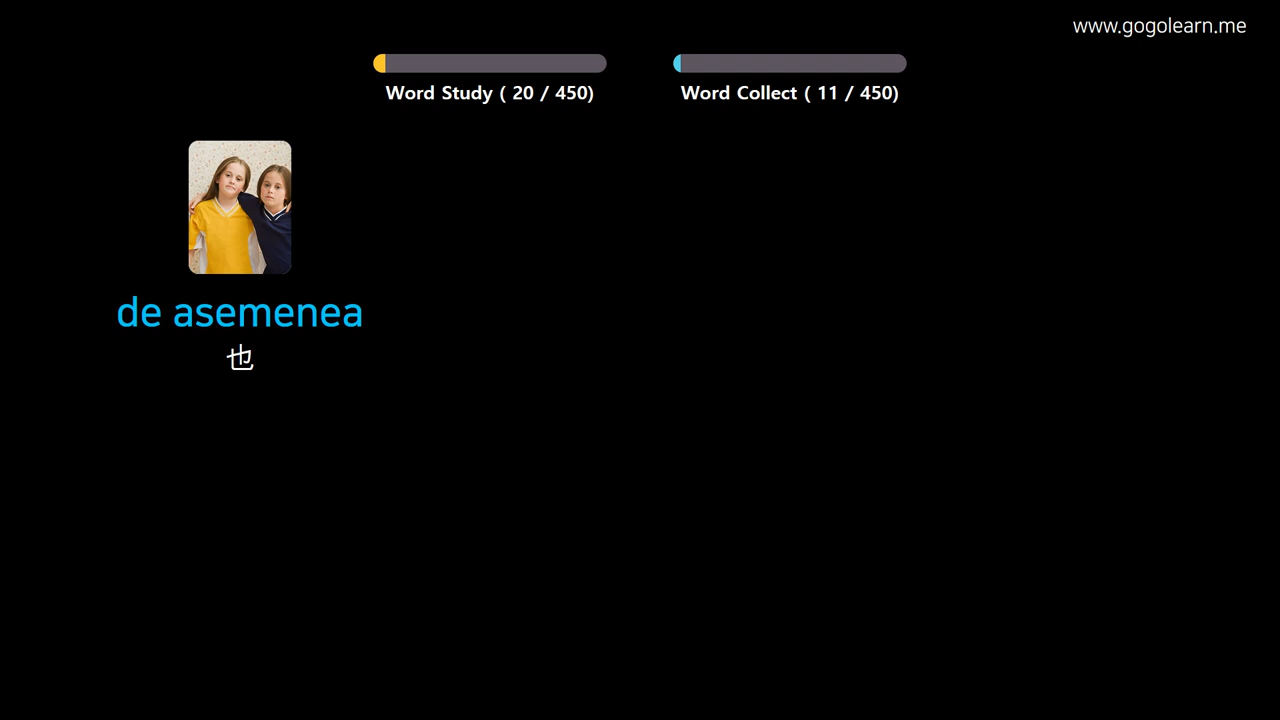 www.gogolearn.me
Word Study ( 20 / 450)
Word Collect ( 11 / 450)
de asemenea
也